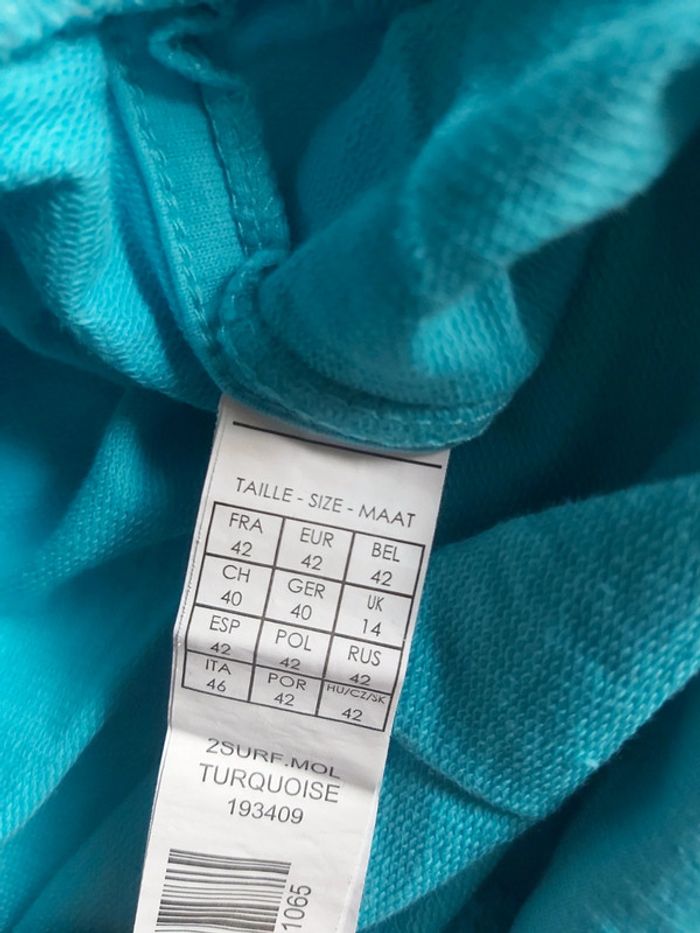 TAILLE - SIZE - MAAT
FRA EUR BEL
42 42 42
CH GER UK
40 40 14
ESP POL RUS
42 42 42
ITA POR HU/CZ/SK
46 42 42
2SURF.MOL
TURQUOISE
193409
1065